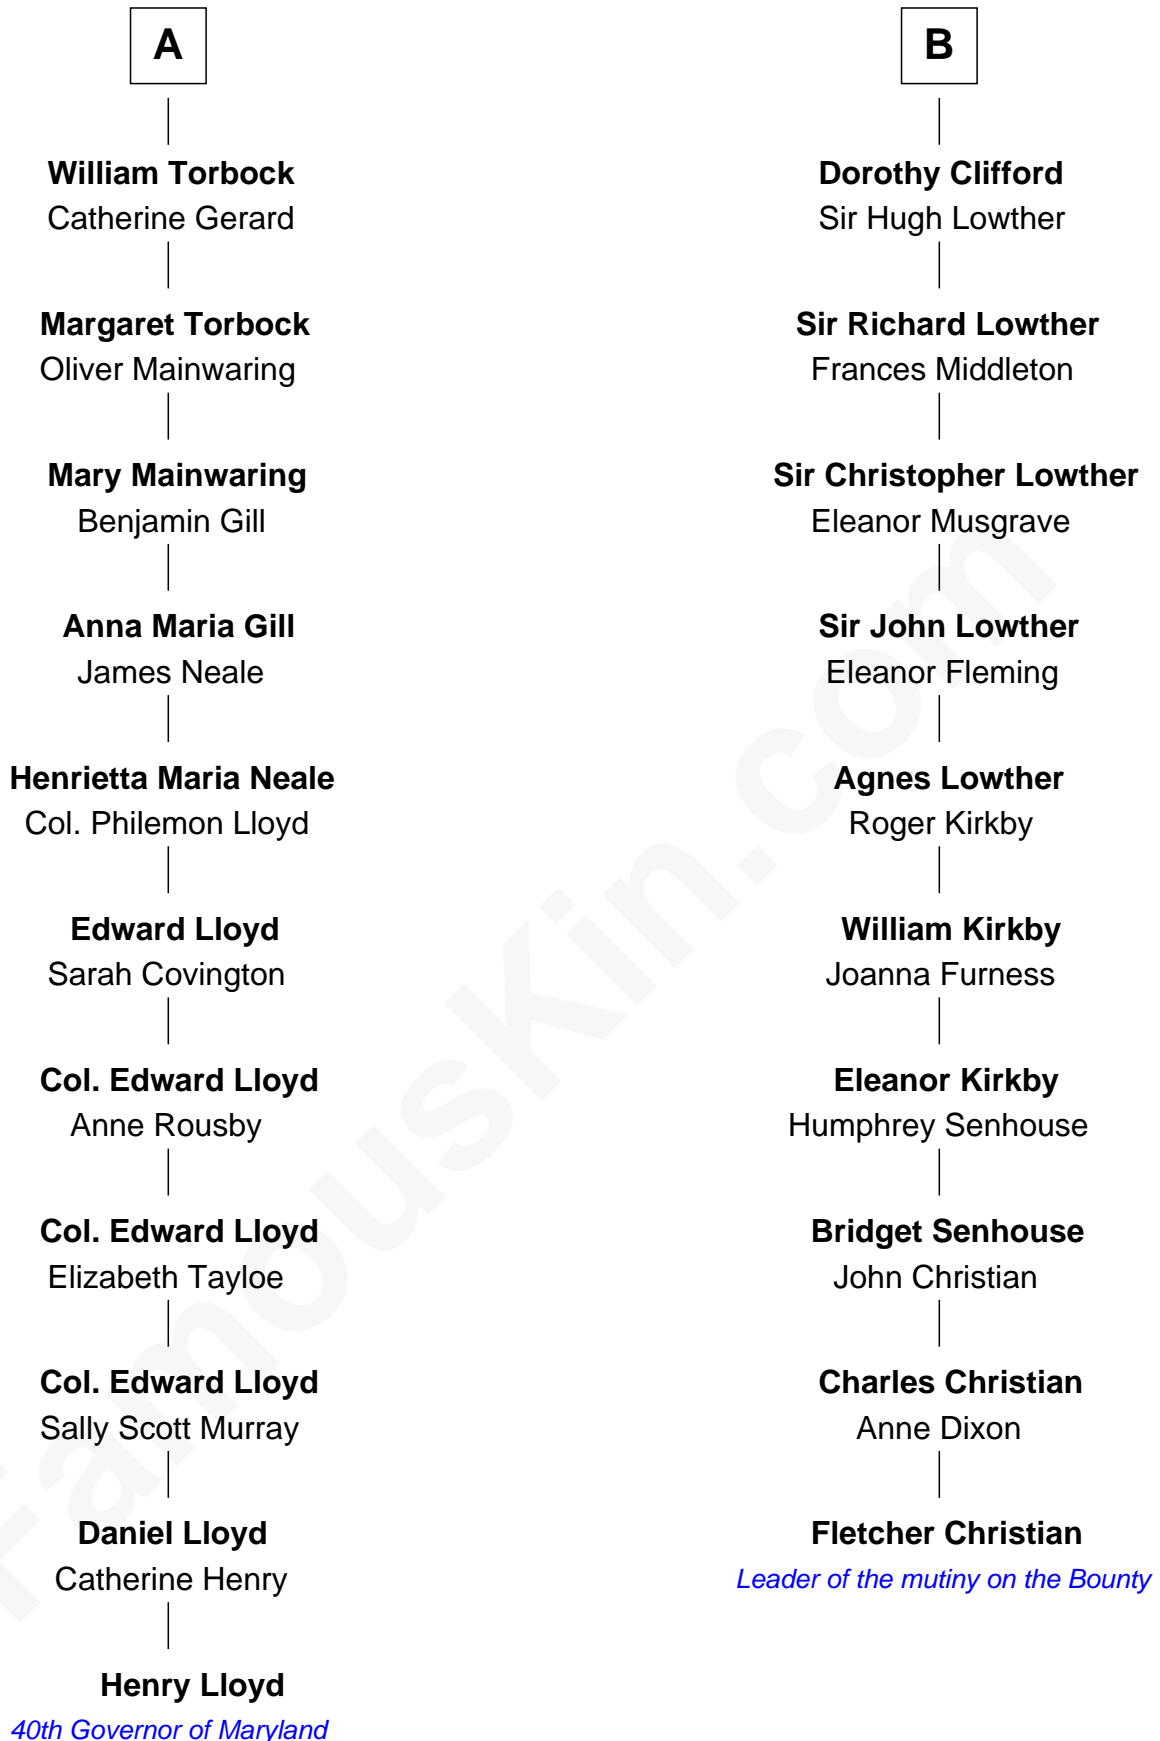 A
William Torbock
Catherine Gerard
Margaret Torbock
Oliver Mainwaring
Mary Mainwaring
Benjamin Gill
Anna Maria Gill
James Neale
Henrietta Maria Neale
Col. Philemon Lloyd
Edward Lloyd
Sarah Covington
Col. Edward Lloyd
Anne Rousby
Col. Edward Lloyd
Elizabeth Tayloe
Col. Edward Lloyd
Sally Scott Murray
Daniel Lloyd
Catherine Henry
Henry Lloyd
40th Governor of Maryland
B
Dorothy Clifford
Sir Hugh Lowther
Sir Richard Lowther
Frances Middleton
Sir Christopher Lowther
Eleanor Musgrave
Sir John Lowther
Eleanor Fleming
Agnes Lowther
Roger Kirkby
William Kirkby
Joanna Furness
Eleanor Kirkby
Humphrey Senhouse
Bridget Senhouse
John Christian
Charles Christian
Anne Dixon
Fletcher Christian
Leader of the mutiny on the Bounty
FamousKin.com